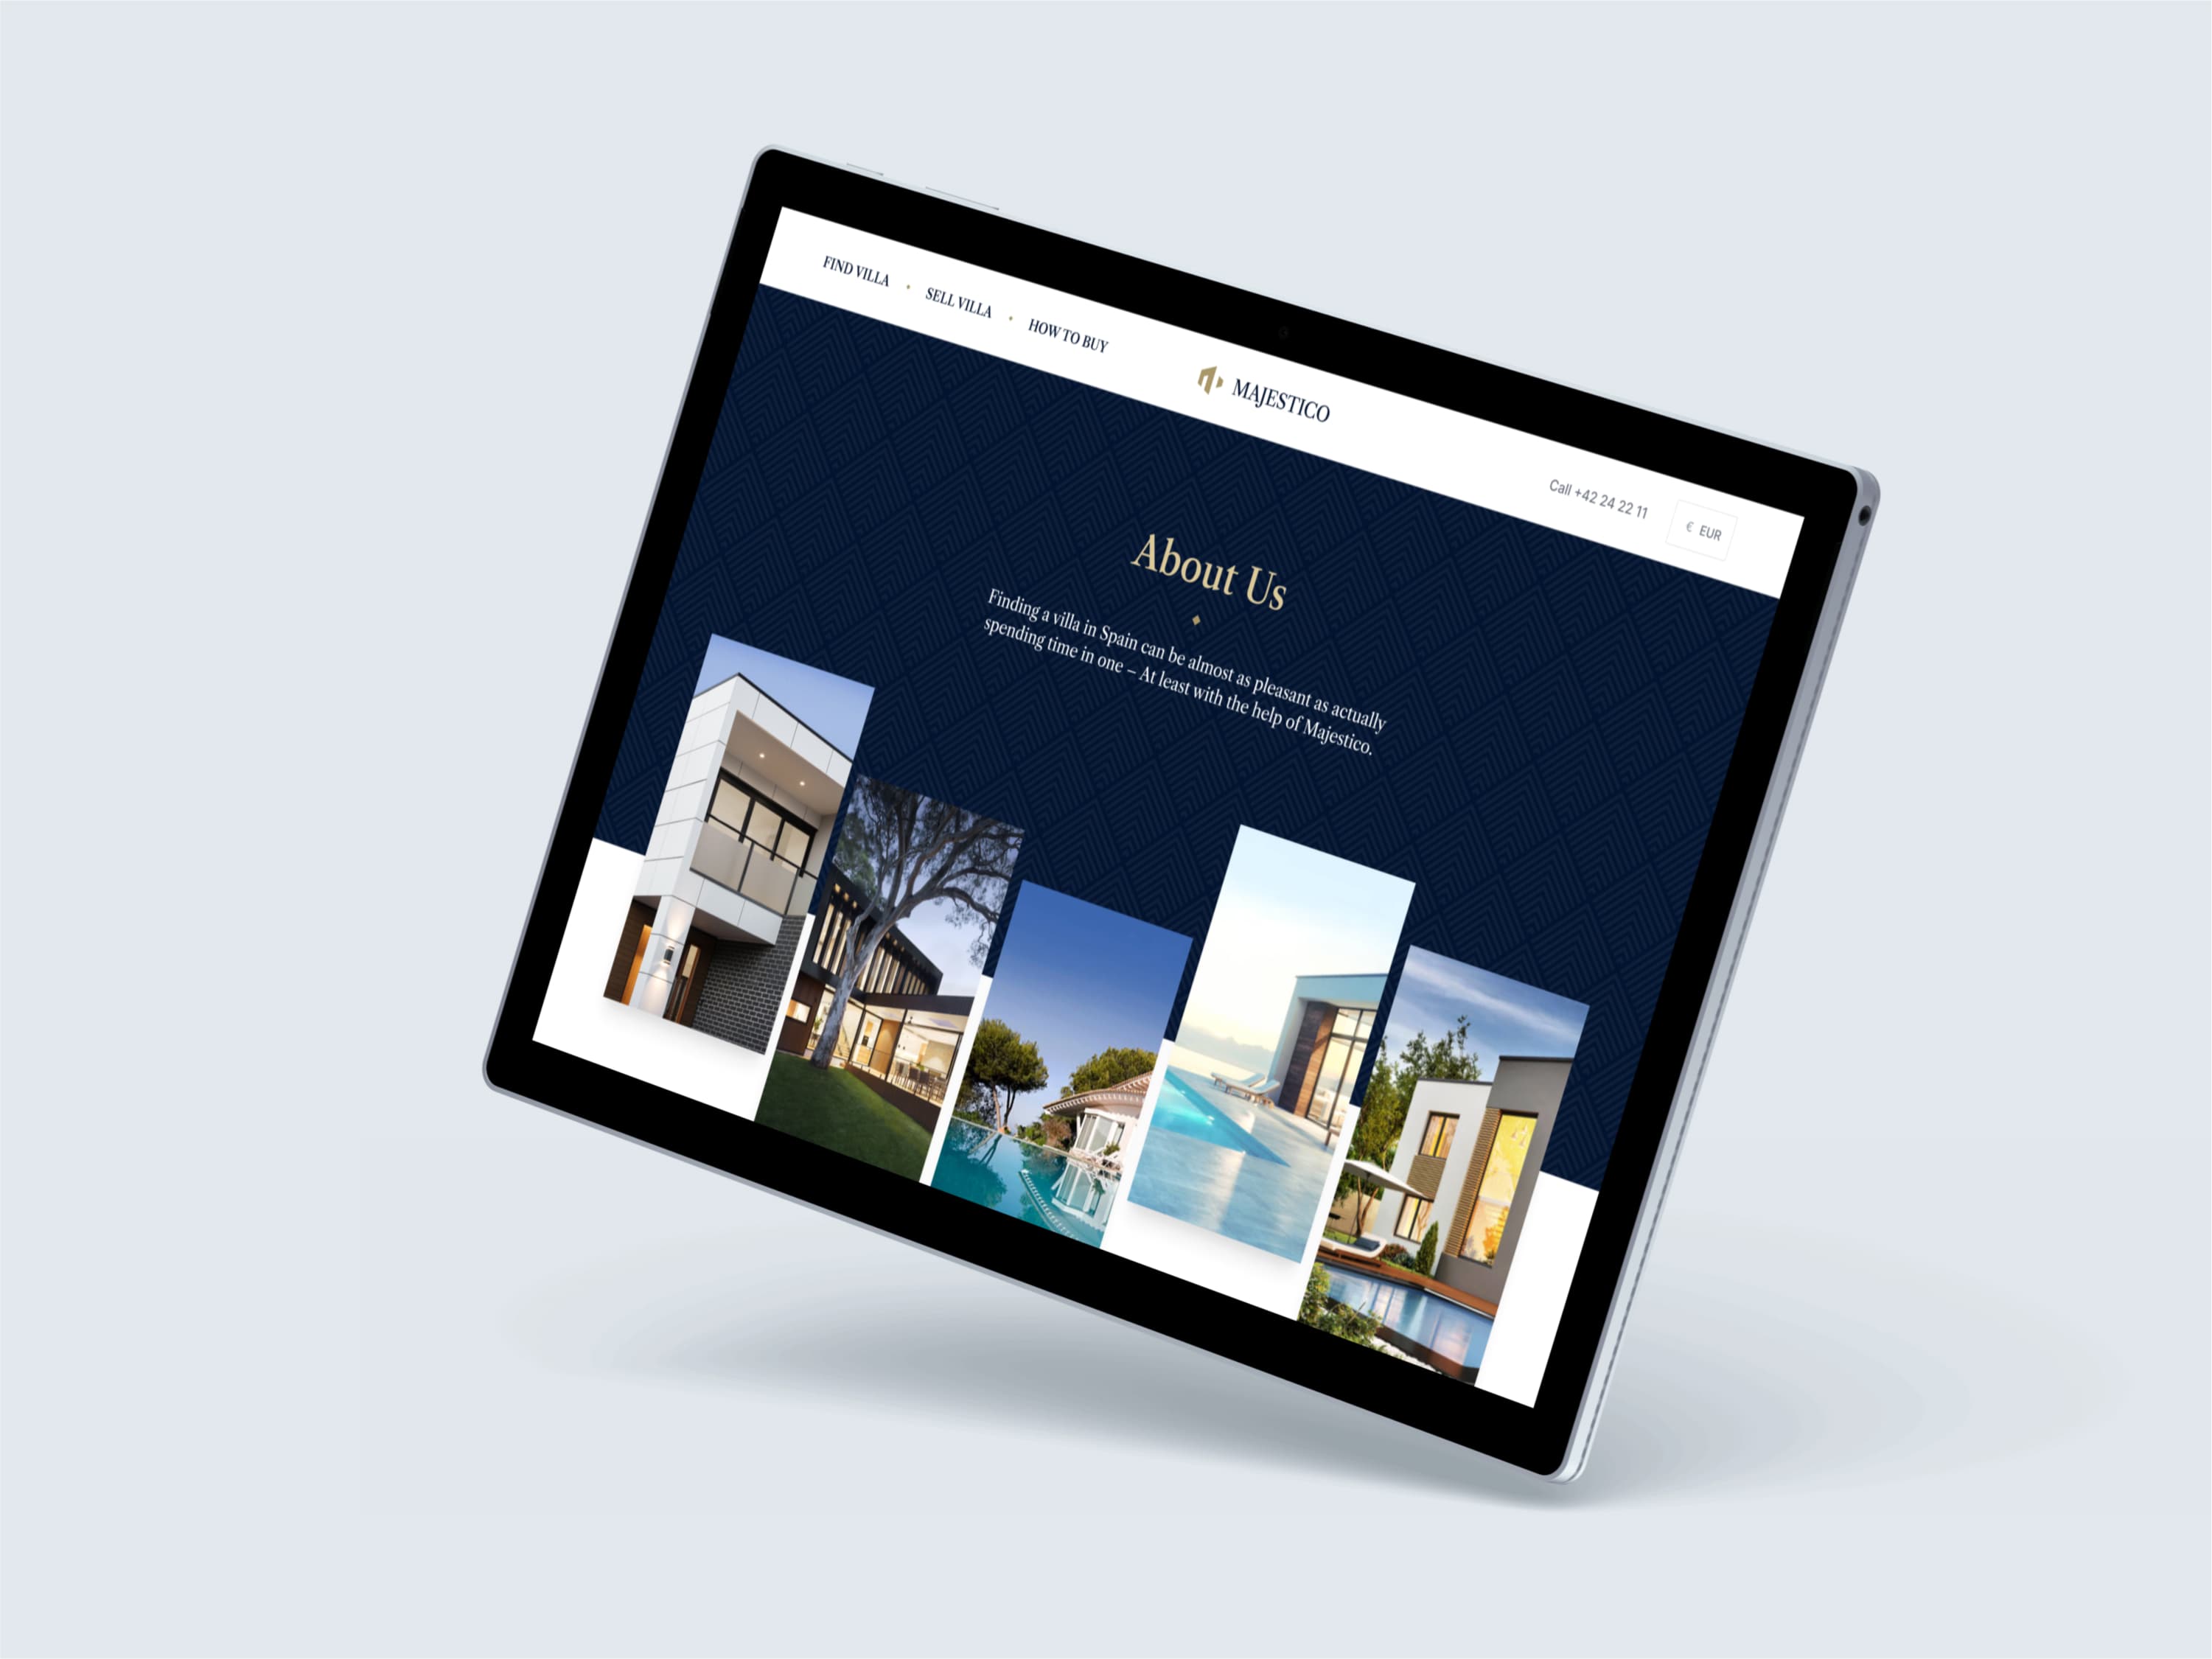 FIND VILLA
SELL VILLA
HOW TO BUY
MAJESTICO
Call +42 24 22 11
€ EUR
About Us
Finding a villa in Spain can be almost as pleasant as actually
spending time in one – At least with the help of Majestico.